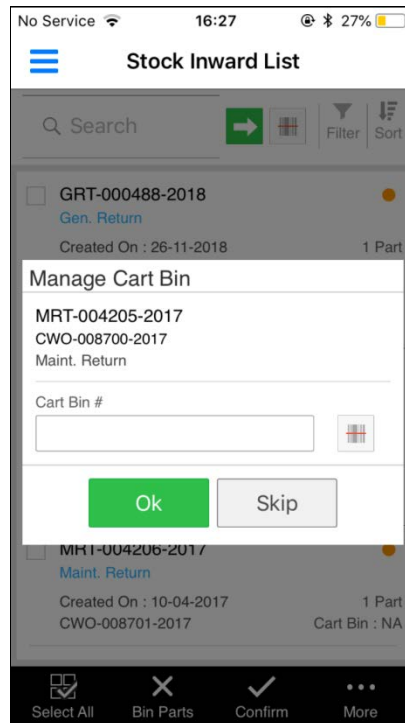 No Service 16:27 27%
Stock Inward List
Search Filter Sort
GRT-000488-2018
Gen. Return
Created On : 26-11-2018 1 Part
Manage Cart Bin
MRT-004205-2017
CWO-008700-2017
Maint. Return
Cart Bin #
Ok Skip
MRT-004206-2017
Maint. Return
Created On : 10-04-2017 1 Part
CWO-008701-2017 Cart Bin : NA
Select All Bin Parts Confirm More